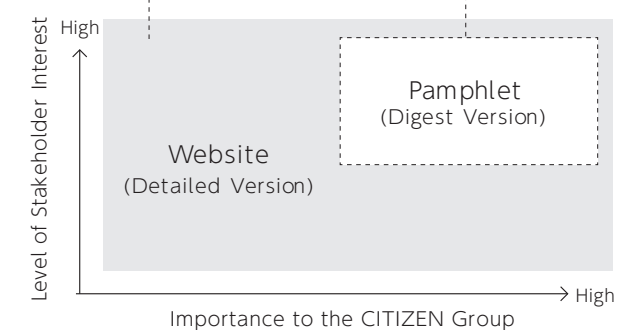 High
Level of Stakeholder Interest
Pamphlet
(Digest Version)
Website
(Detailed Version)
High
Importance to the CITIZEN Group